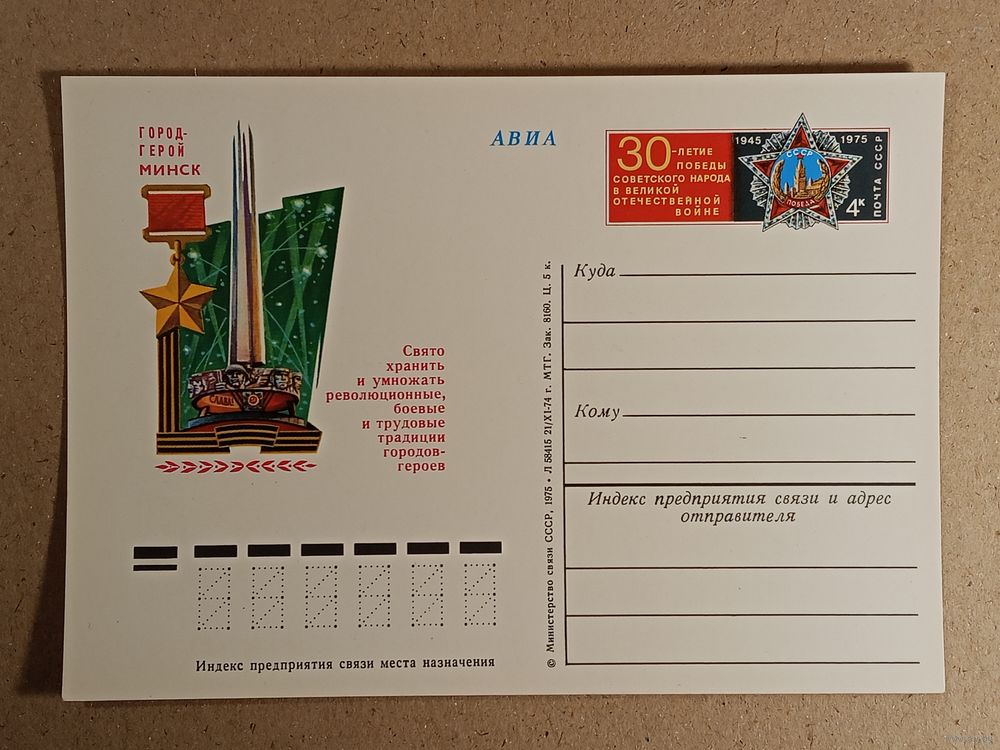 ГОРОД-
ГЕРОЙ
МИНСК
СЛАВА!
Свято
хранить
и умножать
революционные,
боевые
и трудовые
традиции
городов-
героев
АВИА
30-ЛЕТИЕ
ПОБЕДЫ
СОВЕТСКОГО НАРОДА
В ВЕЛИКОЙ
ОТЕЧЕСТВЕННОЙ
ВОЙНЕ
1945
1975
СССР
ПОБЕДА
4к
ПОЧТА СССР
Куда
Кому
Индекс предприятия связи и адрес
отправителя
© Министерство связи СССР, 1975 • Л 58415 21/XI-74 г. МТГ. Зак. 8160. Ц. 5 к.
Индекс предприятия связи места назначения